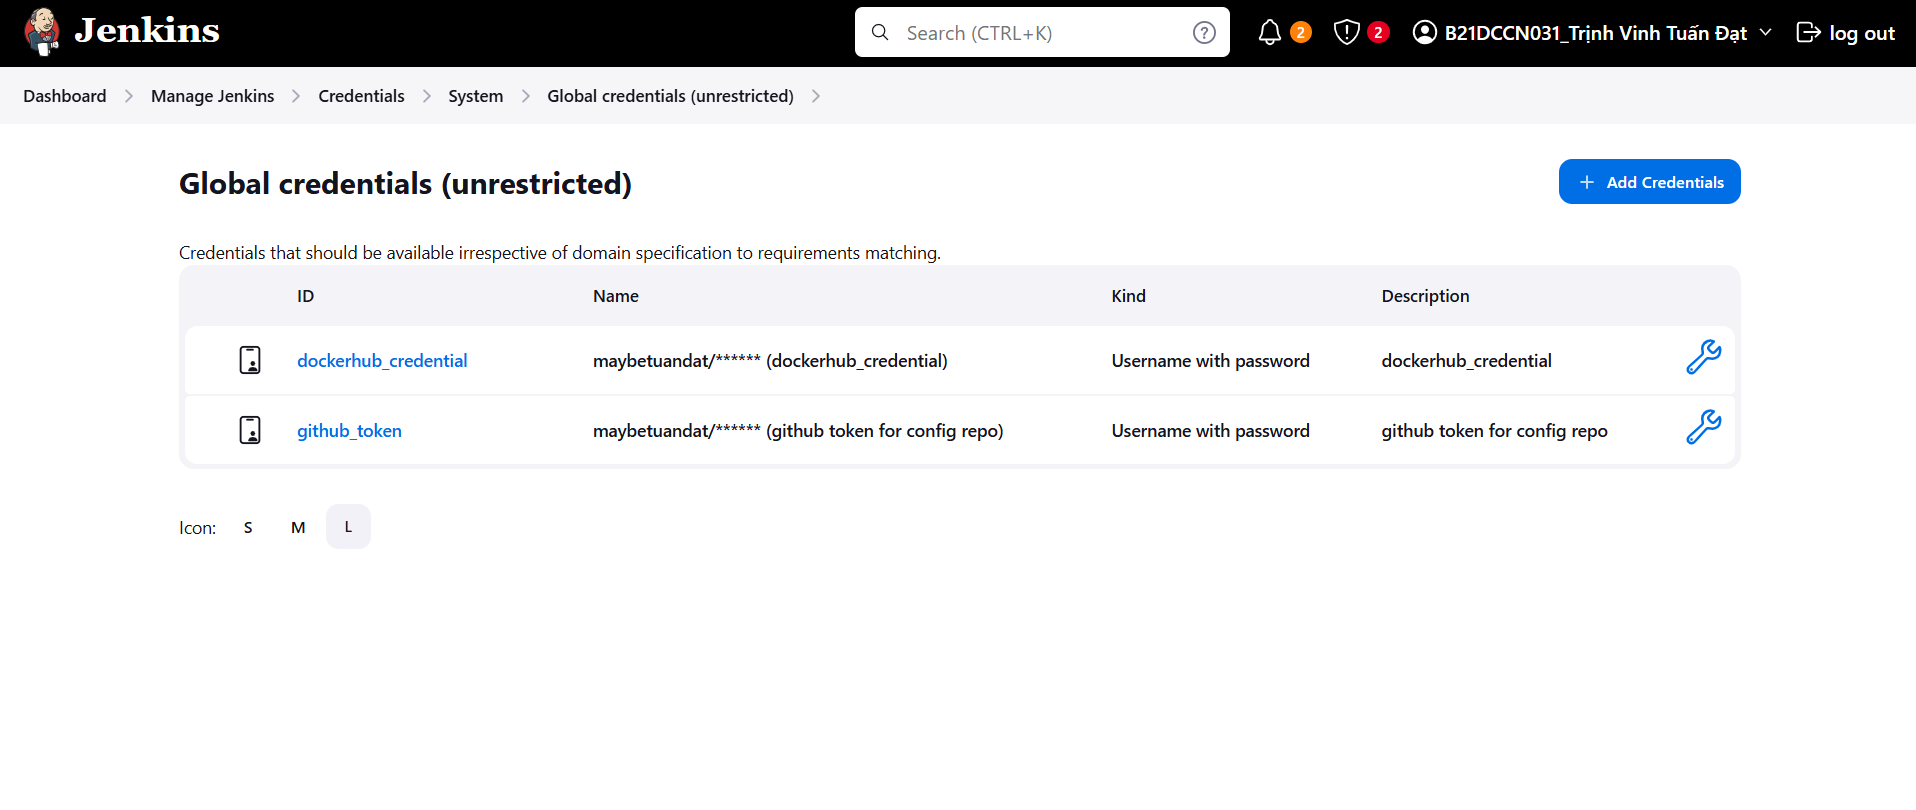 Jenkins
Search (CTRL+K)
2
2
B21DCCN031_Trịnh Vinh Tuấn Đạt
log out
Dashboard
Manage Jenkins
Credentials
System
Global credentials (unrestricted)
Global credentials (unrestricted)
Add Credentials
Credentials that should be available irrespective of domain specification to requirements matching.
ID Name Kind Description
dockerhub_credential maybetuandat/****** (dockerhub_credential) Username with password dockerhub_credential
github_token maybetuandat/****** (github token for config repo) Username with password github token for config repo
Icon: S M L